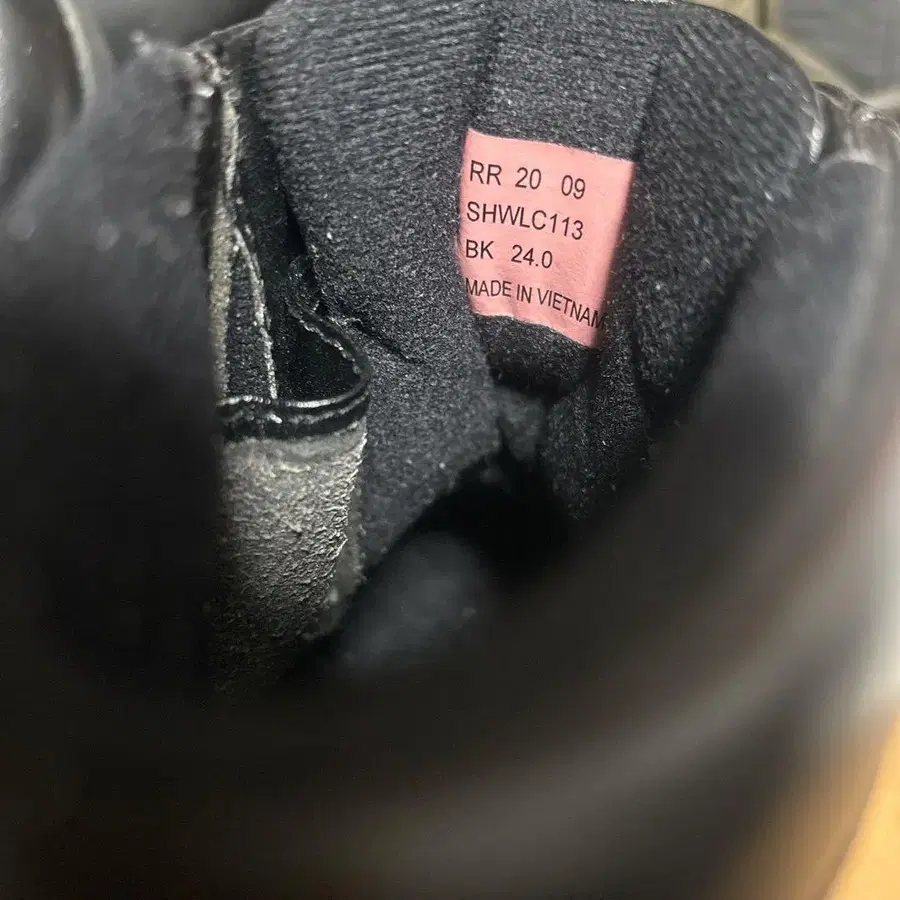 RR 20 09
SHWLC113
BK 24.0
MADE IN VIETNAM